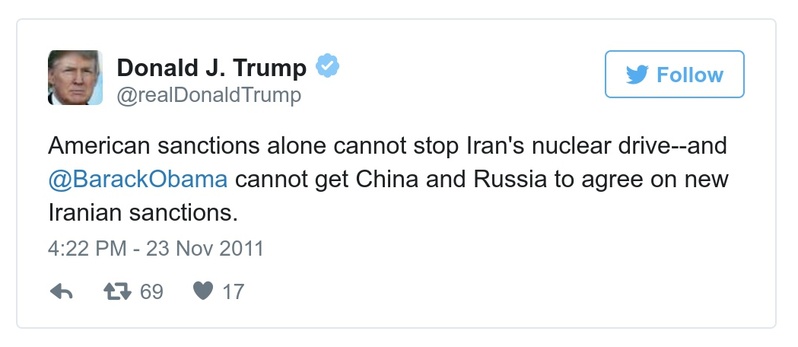 Donald J. Trump
@realDonaldTrump
Follow
American sanctions alone cannot stop Iran's nuclear drive--and
@BarackObama cannot get China and Russia to agree on new
Iranian sanctions.
4:22 PM - 23 Nov 2011
69 17